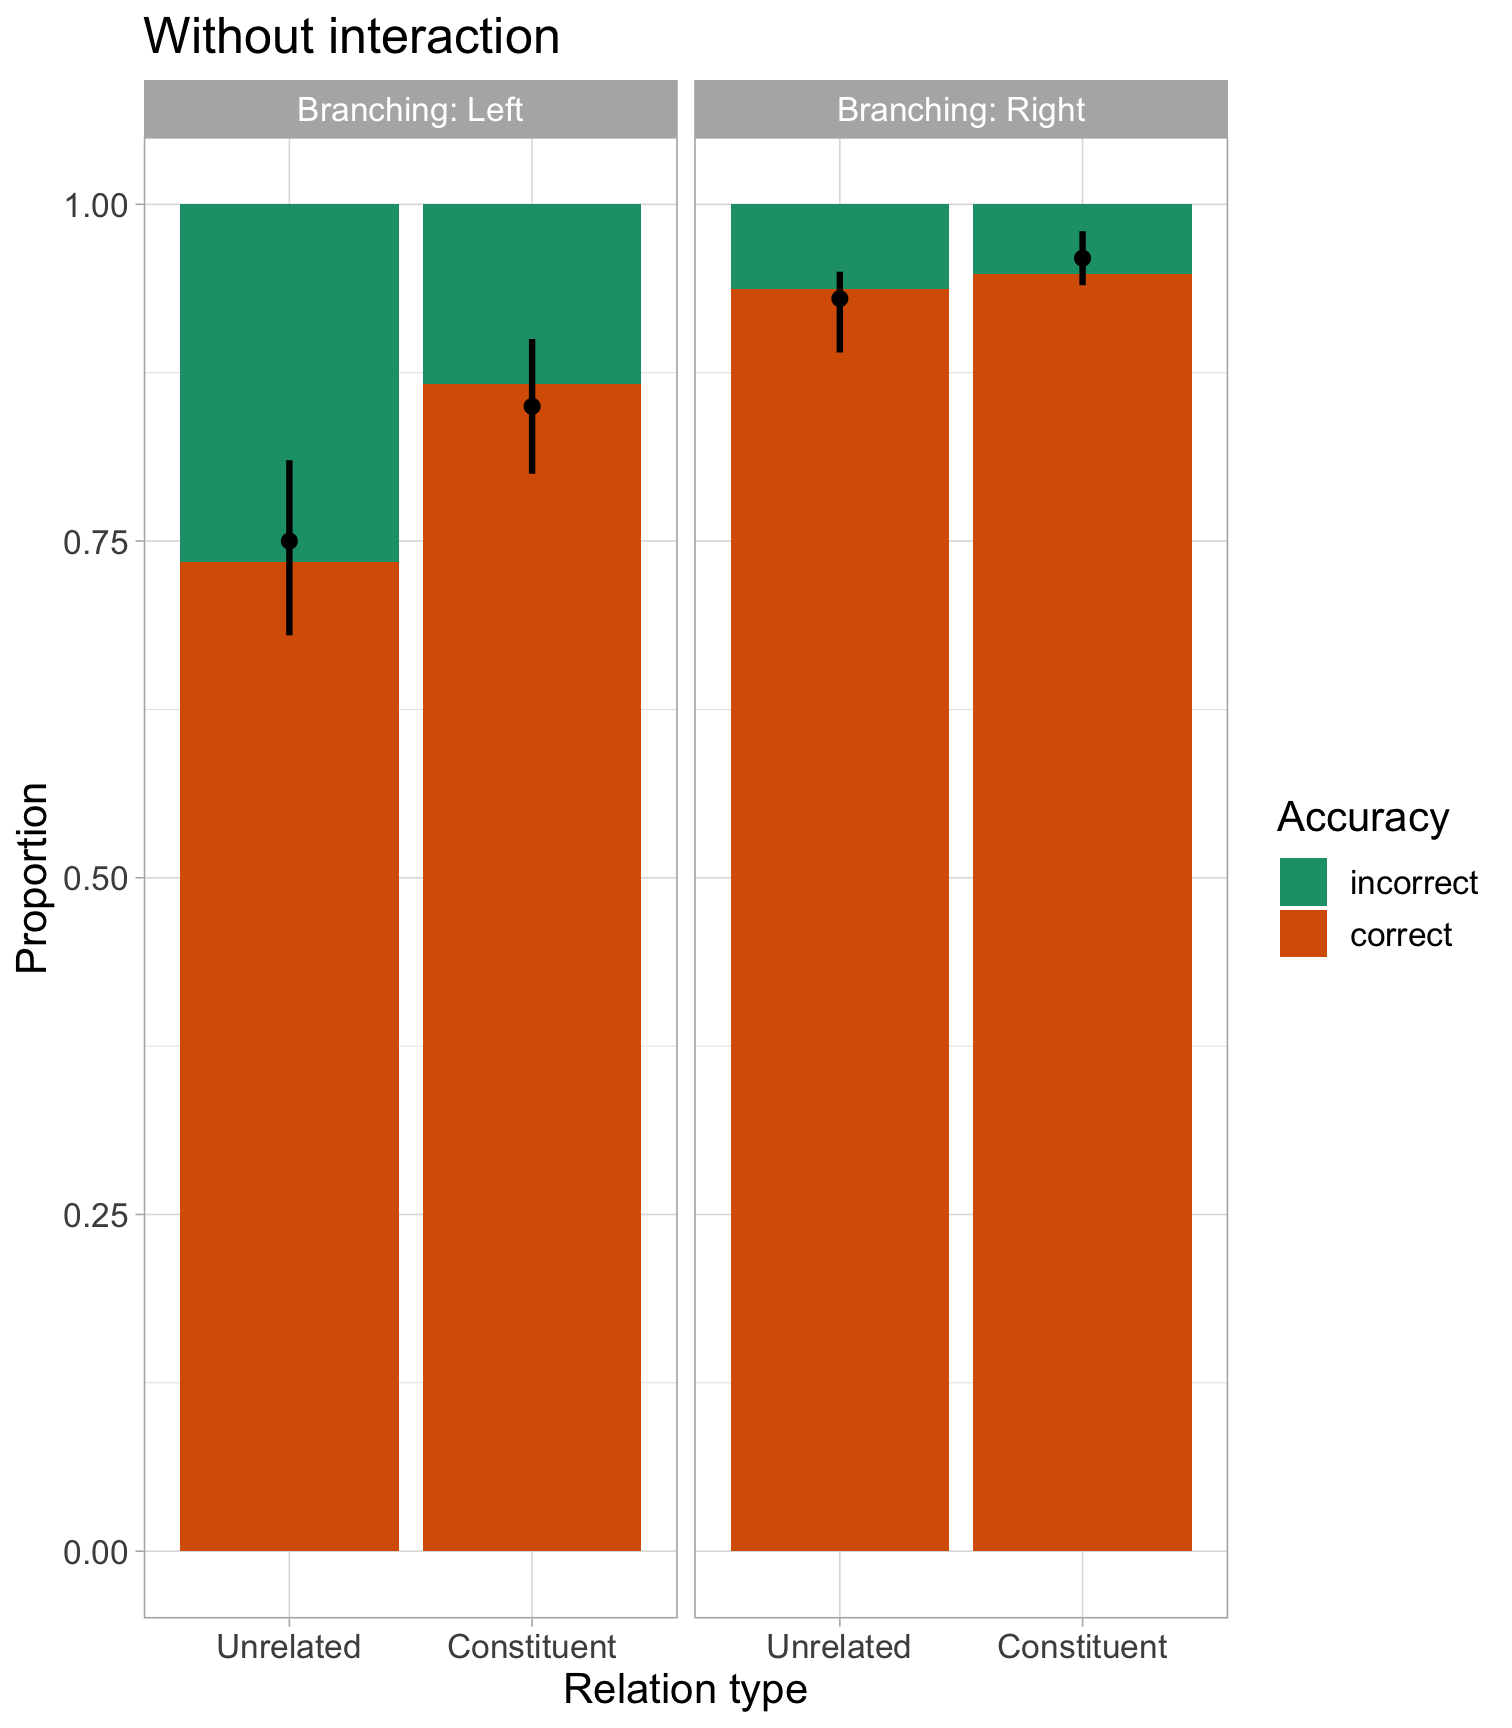 Without interaction
Branching: Left
Branching: Right
1.00
0.75
0.50
0.25
0.00
Proportion
Unrelated
Constituent
Unrelated
Constituent
Relation type
Accuracy
incorrect
correct